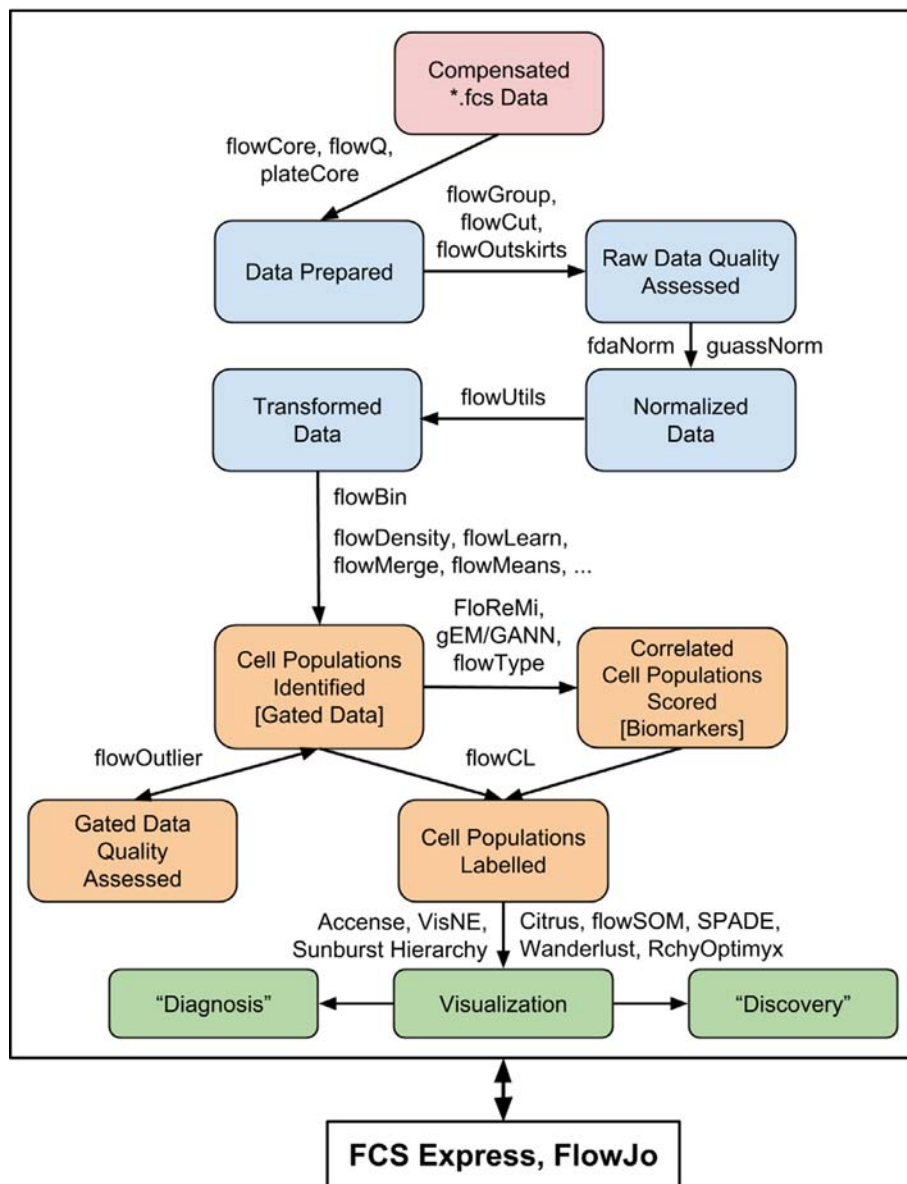 Compensated
*.fcs Data
flowCore, flowQ,
plateCore
flowGroup,
flowCut,
flowOutskirts
Data Prepared
Raw Data Quality
Assessed
fdaNorm
guassNorm
Transformed
Data
flowUtils
Normalized
Data
flowBin
flowDensity, flowLearn,
flowMerge, flowMeans, ...
FloReMi,
gEM/GANN,
flowType
Cell Populations
Identified
[Gated Data]
Correlated
Cell Populations
Scored
[Biomarkers]
flowOutlier
flowCL
Gated Data
Quality
Assessed
Cell Populations
Labelled
Accense, VisNE,
Sunburst Hierarchy
Citrus, flowSOM, SPADE,
Wanderlust, RchyOptimyx
“Diagnosis”
Visualization
“Discovery”
FCS Express, FlowJo